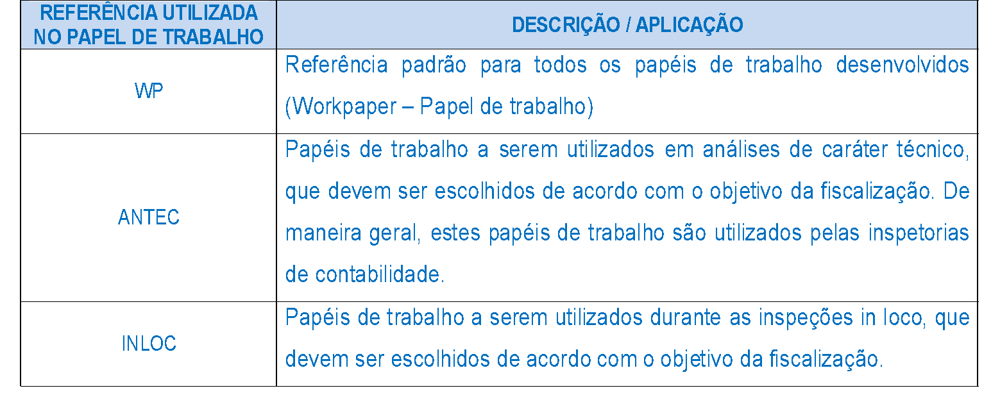 REFERÊNCIA UTILIZADA
NO PAPEL DE TRABALHO
DESCRIÇÃO / APLICAÇÃO
WP
Referência padrão para todos os papéis de trabalho desenvolvidos
(Workpaper – Papel de trabalho)
ANTEC
Papéis de trabalho a serem utilizados em análises de caráter técnico,
que devem ser escolhidos de acordo com o objetivo da fiscalização. De
maneira geral, estes papéis de trabalho são utilizados pelas inspetorias
de contabilidade.
INLOC
Papéis de trabalho a serem utilizados durante as inspeções in loco, que
devem ser escolhidos de acordo com o objetivo da fiscalização.